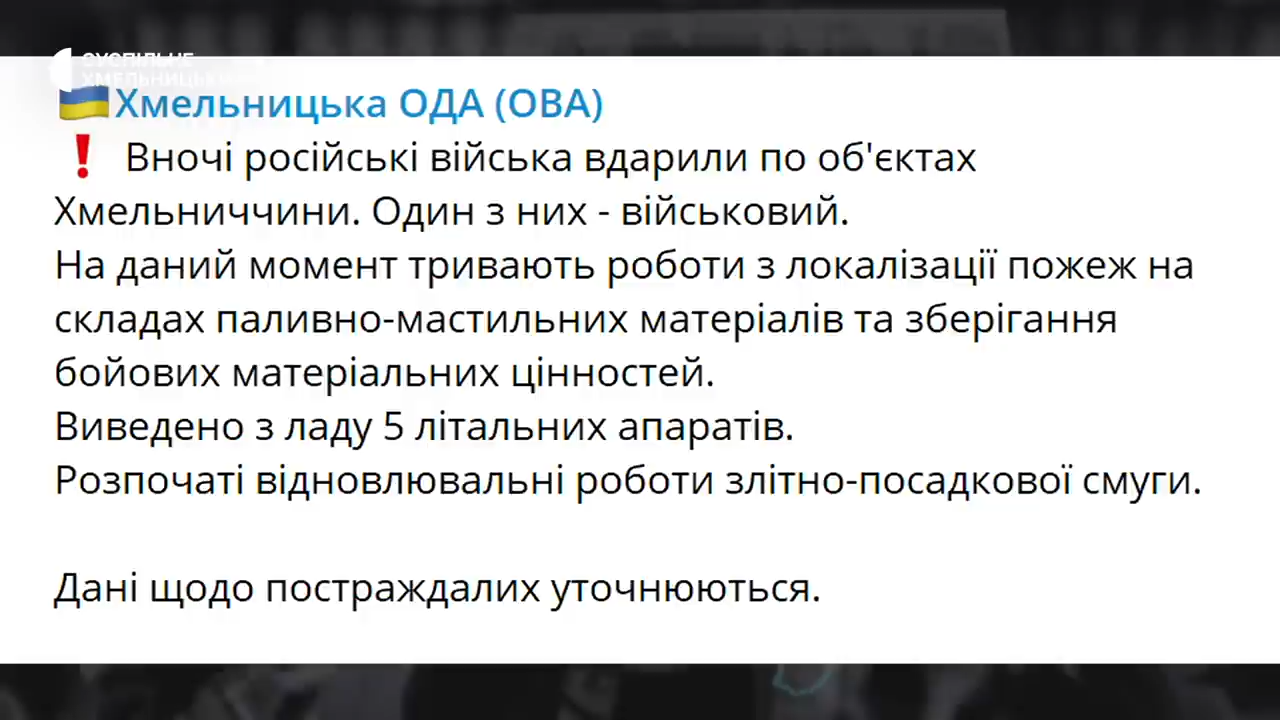 СУСПІЛЬНЕ
ХМЕЛЬНИЦЬКИЙ
Хмельницька ОДА (ОВА)
❗ Вночі російські війська вдарили по об'єктах
Хмельниччини. Один з них - військовий.
На даний момент тривають роботи з локалізації пожеж на
складах паливно-мастильних матеріалів та зберігання
бойових матеріальних цінностей.
Виведено з ладу 5 літальних апаратів.
Розпочаті відновлювальні роботи злітно-посадкової смуги.
Дані щодо постраждалих уточнюються.